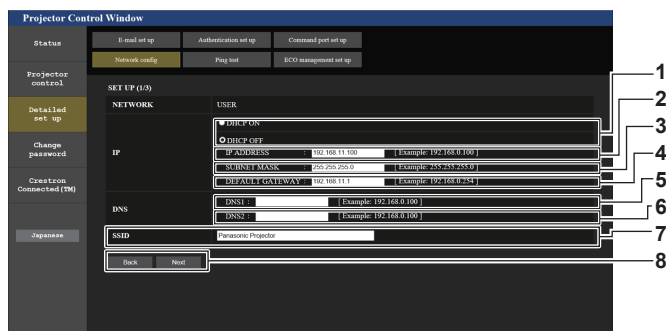 Projector Control Window
Status
E-mail set up
Authentication set up
Command port set up
Network config
Ping test
ECO management set up
Projector
control
Detailed
set up
Change
password
Crestron
Connected(TM)
Japanese
SET UP (1/3)
NETWORK USER
IP
DHCP ON
DHCP OFF
IP ADDRESS : 192.168.11.100 [ Example: 192.168.0.100 ]
SUBNET MASK : 255.255.255.0 [ Example: 255.255.255.0 ]
DEFAULT GATEWAY : 192.168.11.1 [ Example: 192.168.0.254 ]
DNS
DNS1 : [ Example: 192.168.0.100 ]
DNS2 : [ Example: 192.168.0.100 ]
SSID Panasonic Projector
Back Next
1
2
3
4
5
6
7
8